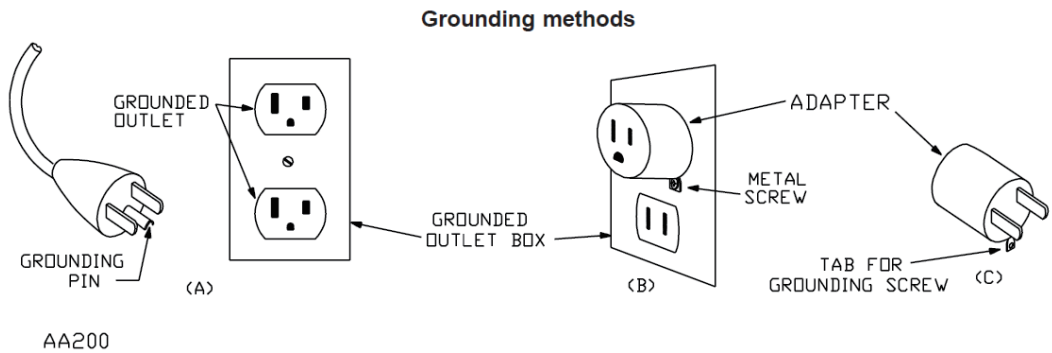 Grounding methods
GROUNDED
OUTLET
GROUNDING
PIN
(A)
GROUNDED
OUTLET BOX
ADAPTER
METAL
SCREW
(B)
TAB FOR
GROUNDING SCREW
(C)
AA200